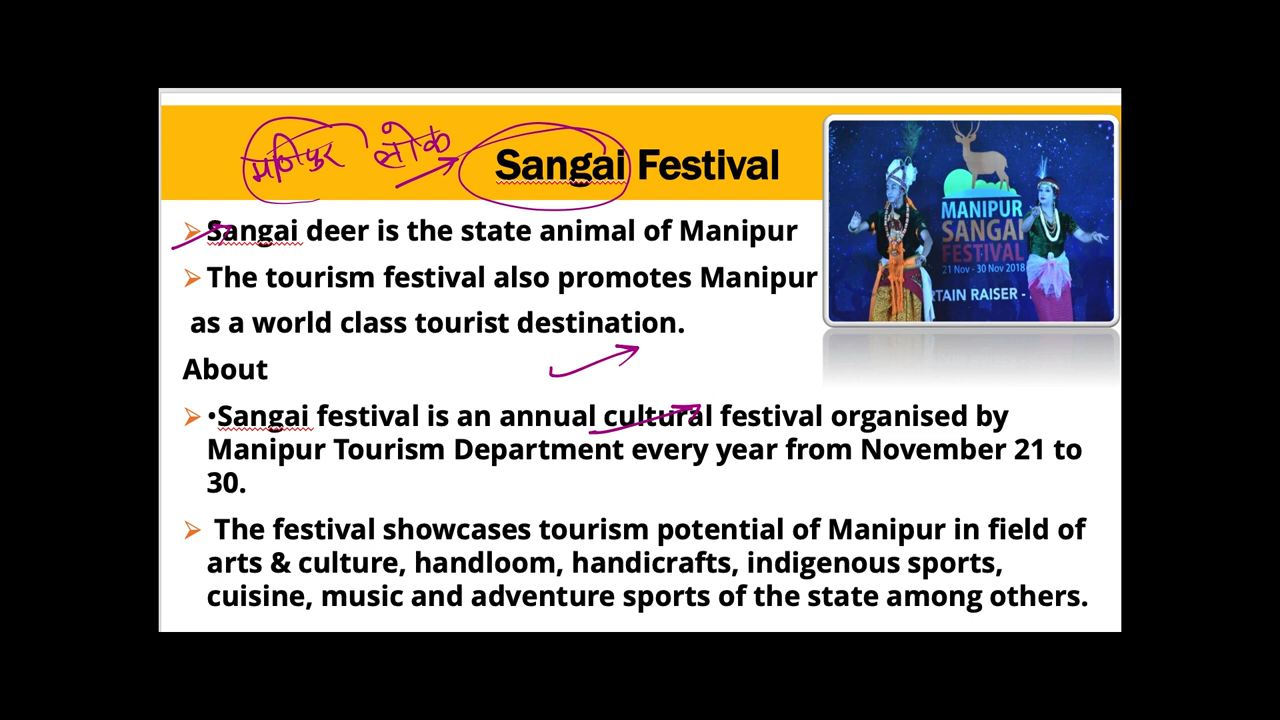 मणिपुर लोक
Sangai Festival
Sangai deer is the state animal of Manipur
The tourism festival also promotes Manipur
as a world class tourist destination.
About
•Sangai festival is an annual cultural festival organised by
Manipur Tourism Department every year from November 21 to
30.
The festival showcases tourism potential of Manipur in field of
arts & culture, handloom, handicrafts, indigenous sports,
cuisine, music and adventure sports of the state among others.
MANIPUR
SANGAI
FESTIVAL
21 Nov - 30 Nov 2018
RTAIN RAISER -